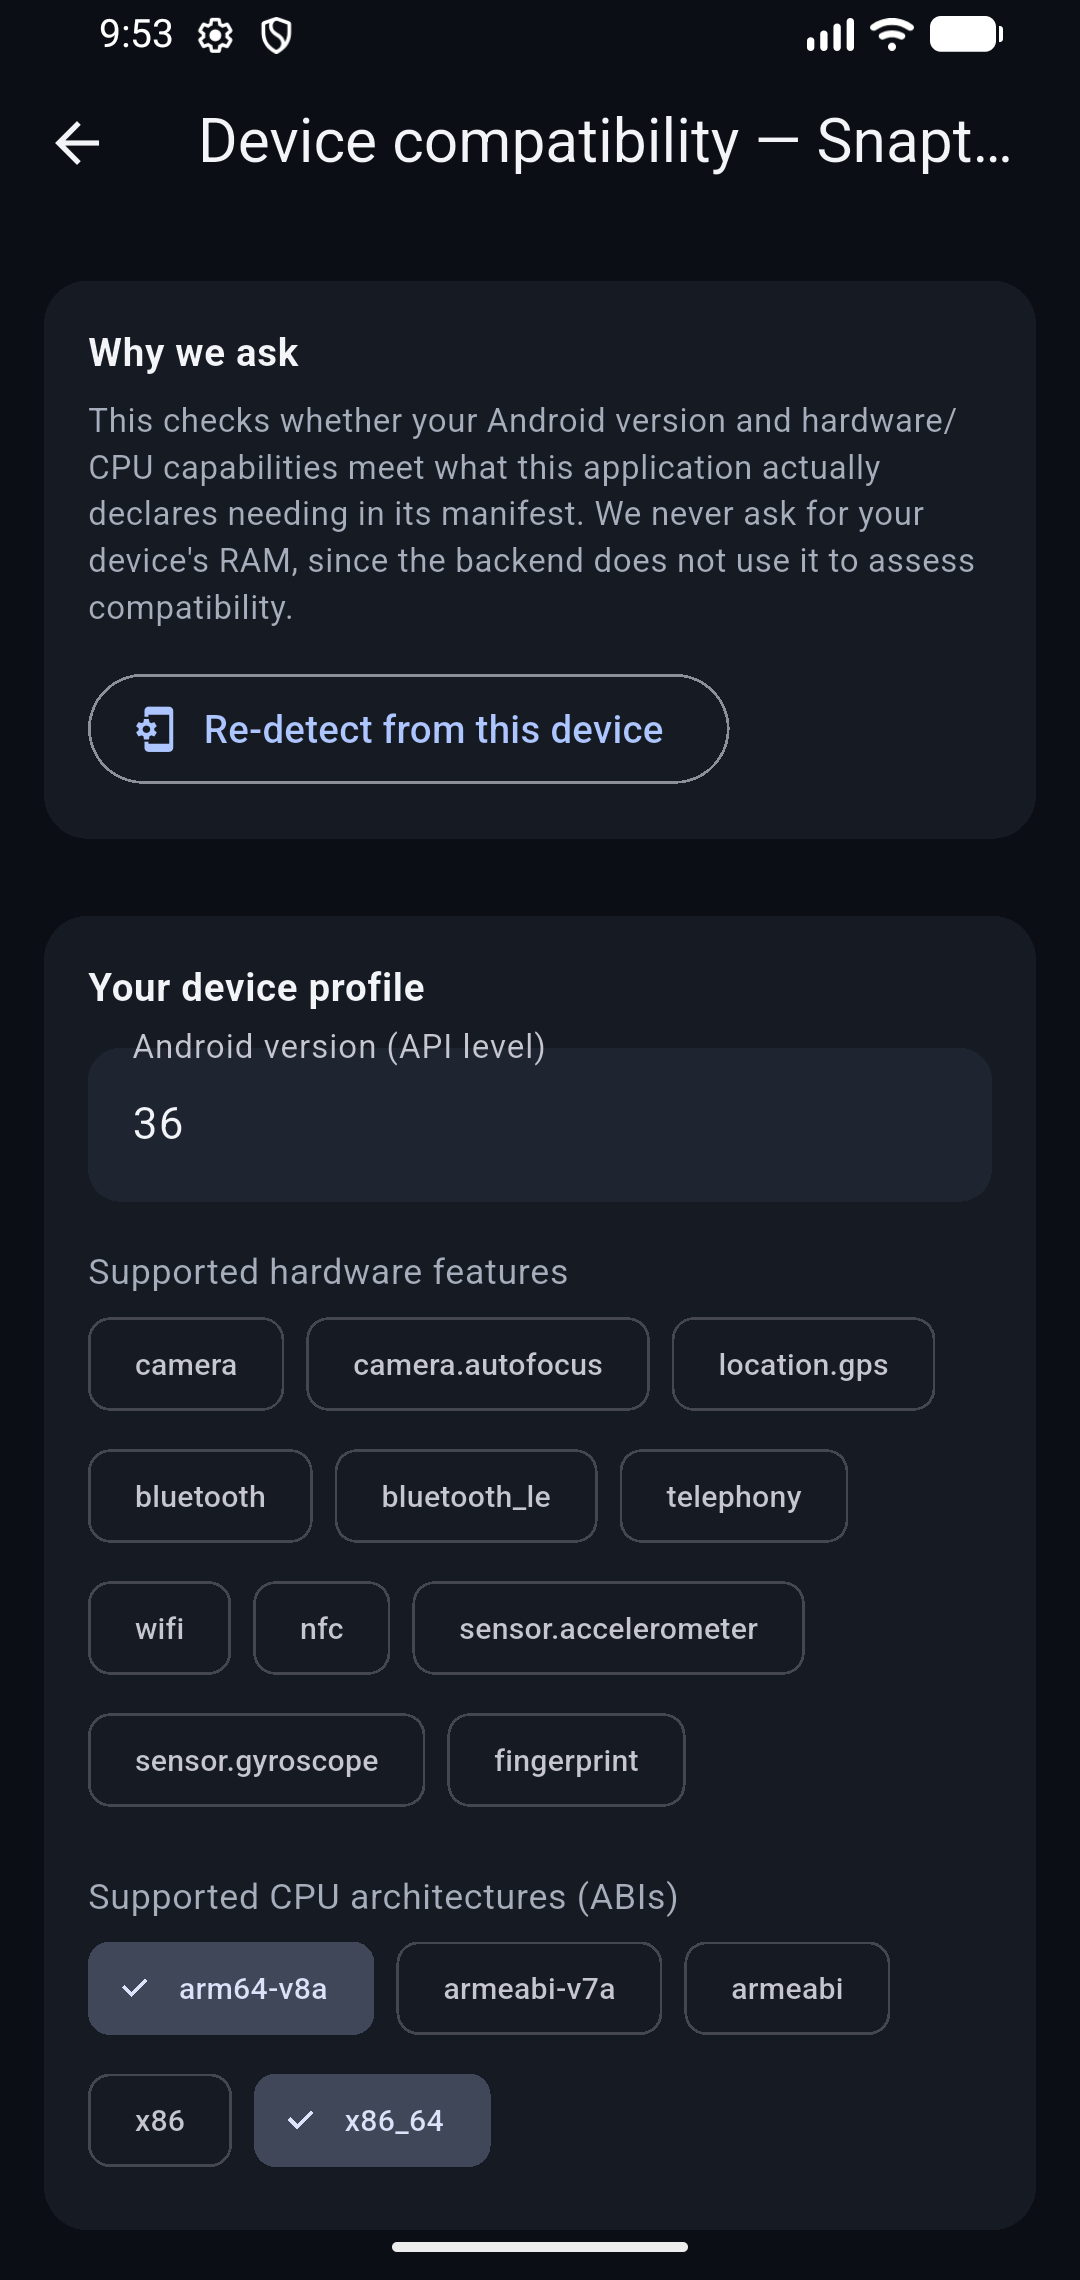 9:53
Device compatibility — Snapt...
Why we ask
This checks whether your Android version and hardware/
CPU capabilities meet what this application actually
declares needing in its manifest. We never ask for your
device's RAM, since the backend does not use it to assess
compatibility.
Re-detect from this device
Your device profile
Android version (API level)
36
Supported hardware features
camera camera.autofocus location.gps
bluetooth bluetooth_le telephony
wifi nfc sensor.accelerometer
sensor.gyroscope fingerprint
Supported CPU architectures (ABIs)
arm64-v8a armeabi-v7a armeabi
x86 x86_64